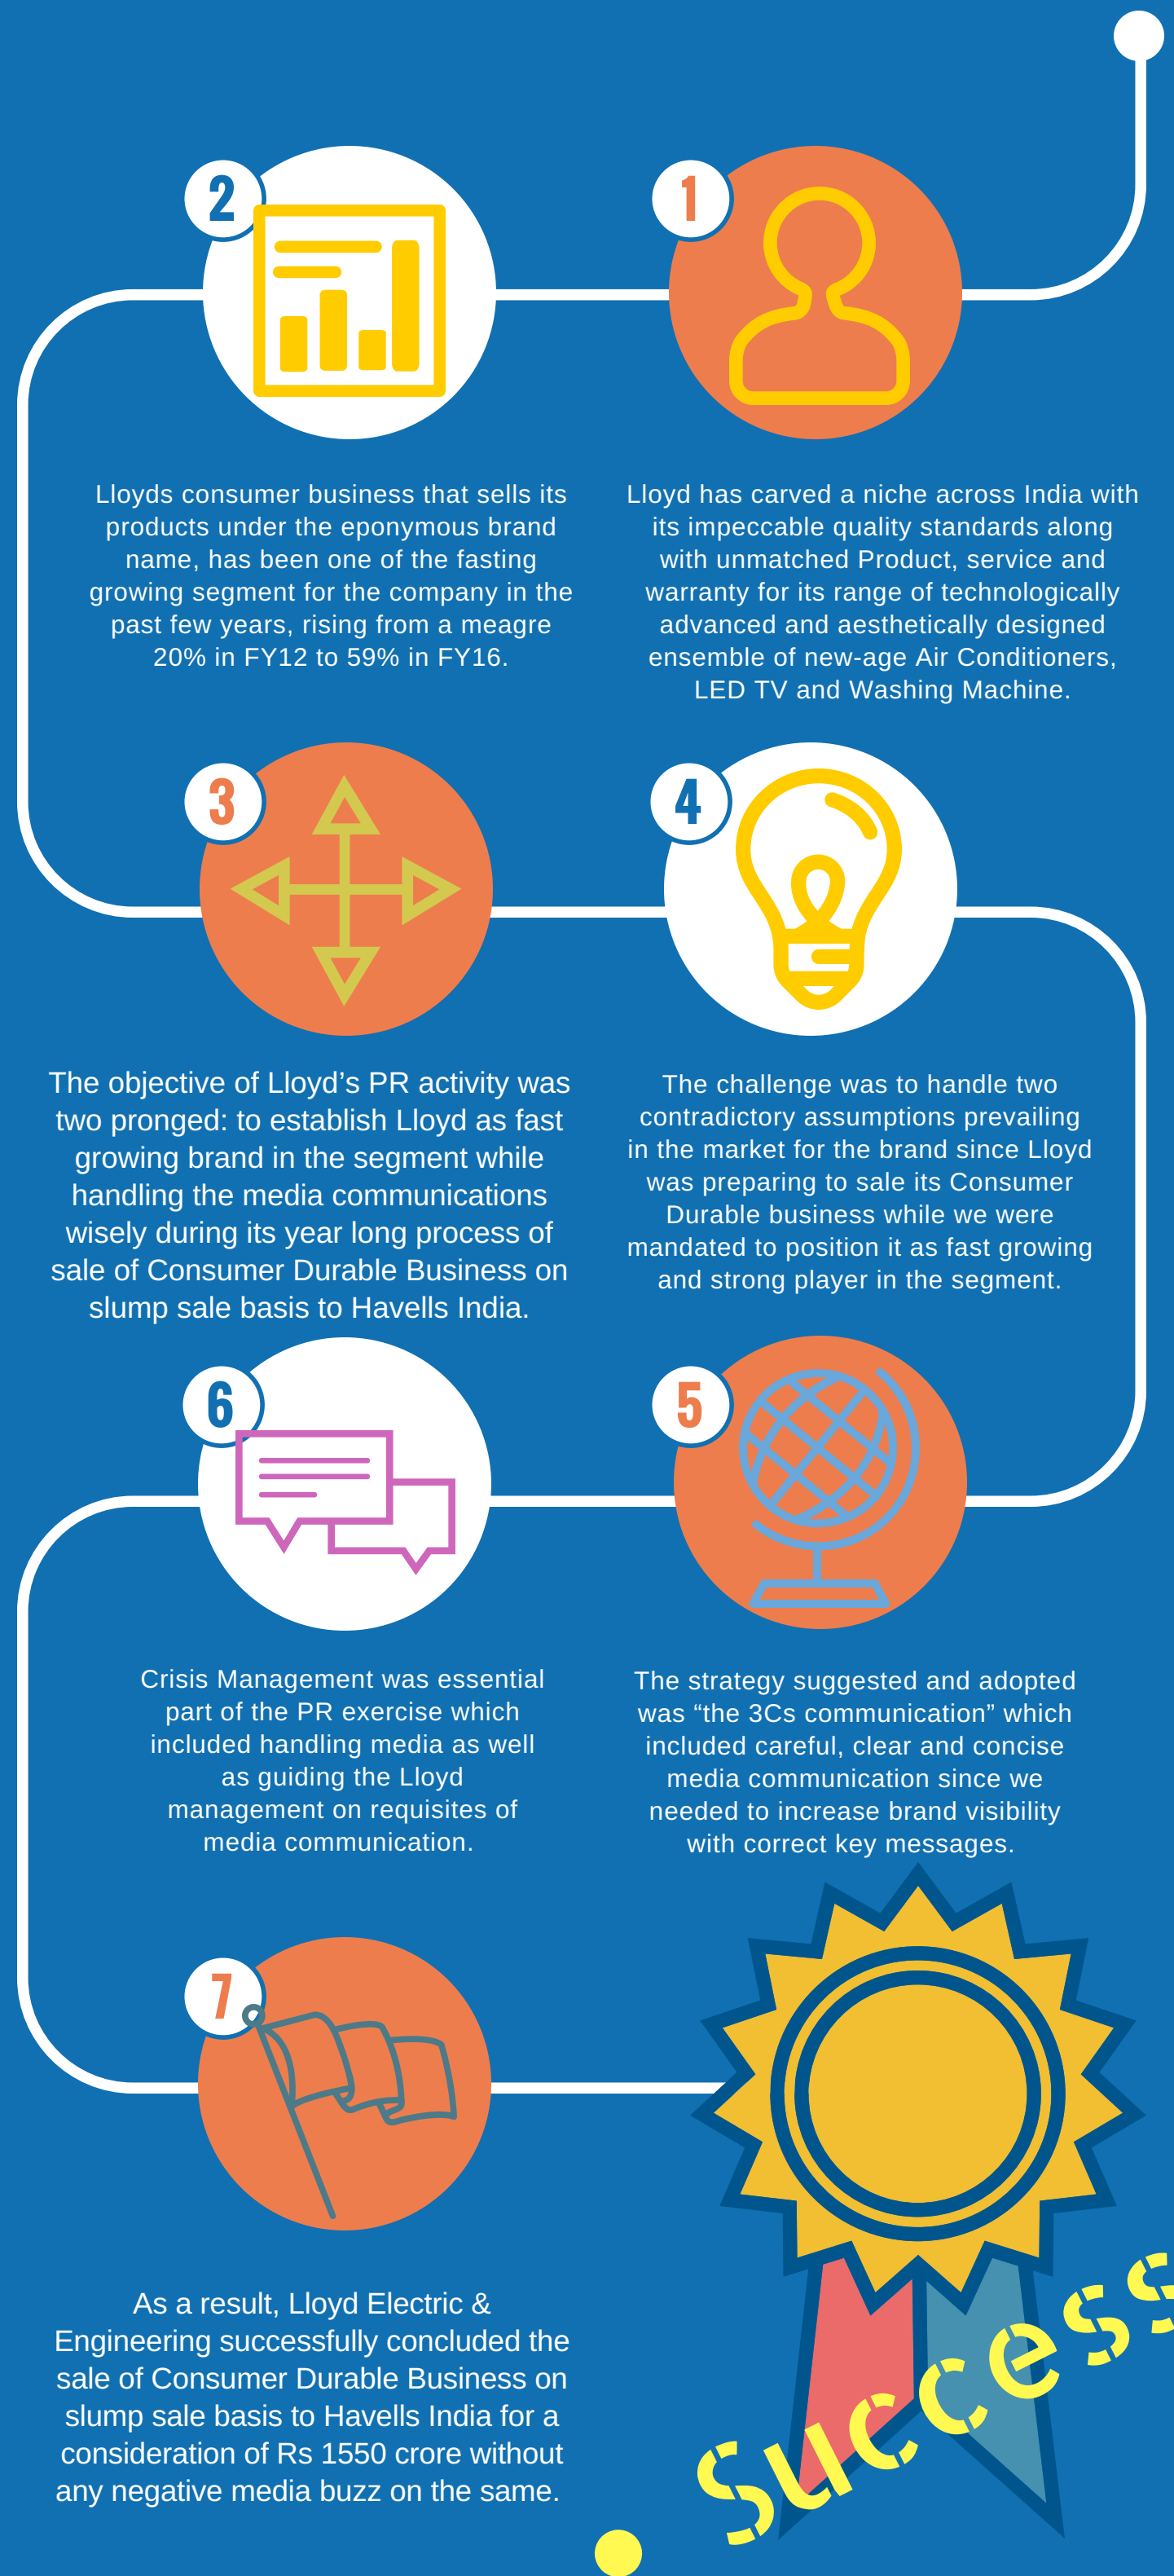 1
Lloyd has carved a niche across India with
its impeccable quality standards along
with unmatched Product, service and
warranty for its range of technologically
advanced and aesthetically designed
ensemble of new-age Air Conditioners,
LED TV and Washing Machine.
2
Lloyds consumer business that sells its
products under the eponymous brand
name, has been one of the fasting
growing segment for the company in the
past few years, rising from a meagre
20% in FY12 to 59% in FY16.
3
The objective of Lloyd’s PR activity was
two pronged: to establish Lloyd as fast
growing brand in the segment while
handling the media communications
wisely during its year long process of
sale of Consumer Durable Business on
slump sale basis to Havells India.
4
The challenge was to handle two
contradictory assumptions prevailing
in the market for the brand since Lloyd
was preparing to sale its Consumer
Durable business while we were
mandated to position it as fast growing
and strong player in the segment.
5
The strategy suggested and adopted
was “the 3Cs communication” which
included careful, clear and concise
media communication since we
needed to increase brand visibility
with correct key messages.
6
Crisis Management was essential
part of the PR exercise which
included handling media as well
as guiding the Lloyd
management on requisites of
media communication.
7
As a result, Lloyd Electric &
Engineering successfully concluded the
sale of Consumer Durable Business on
slump sale basis to Havells India for a
consideration of Rs 1550 crore without
any negative media buzz on the same.
Success